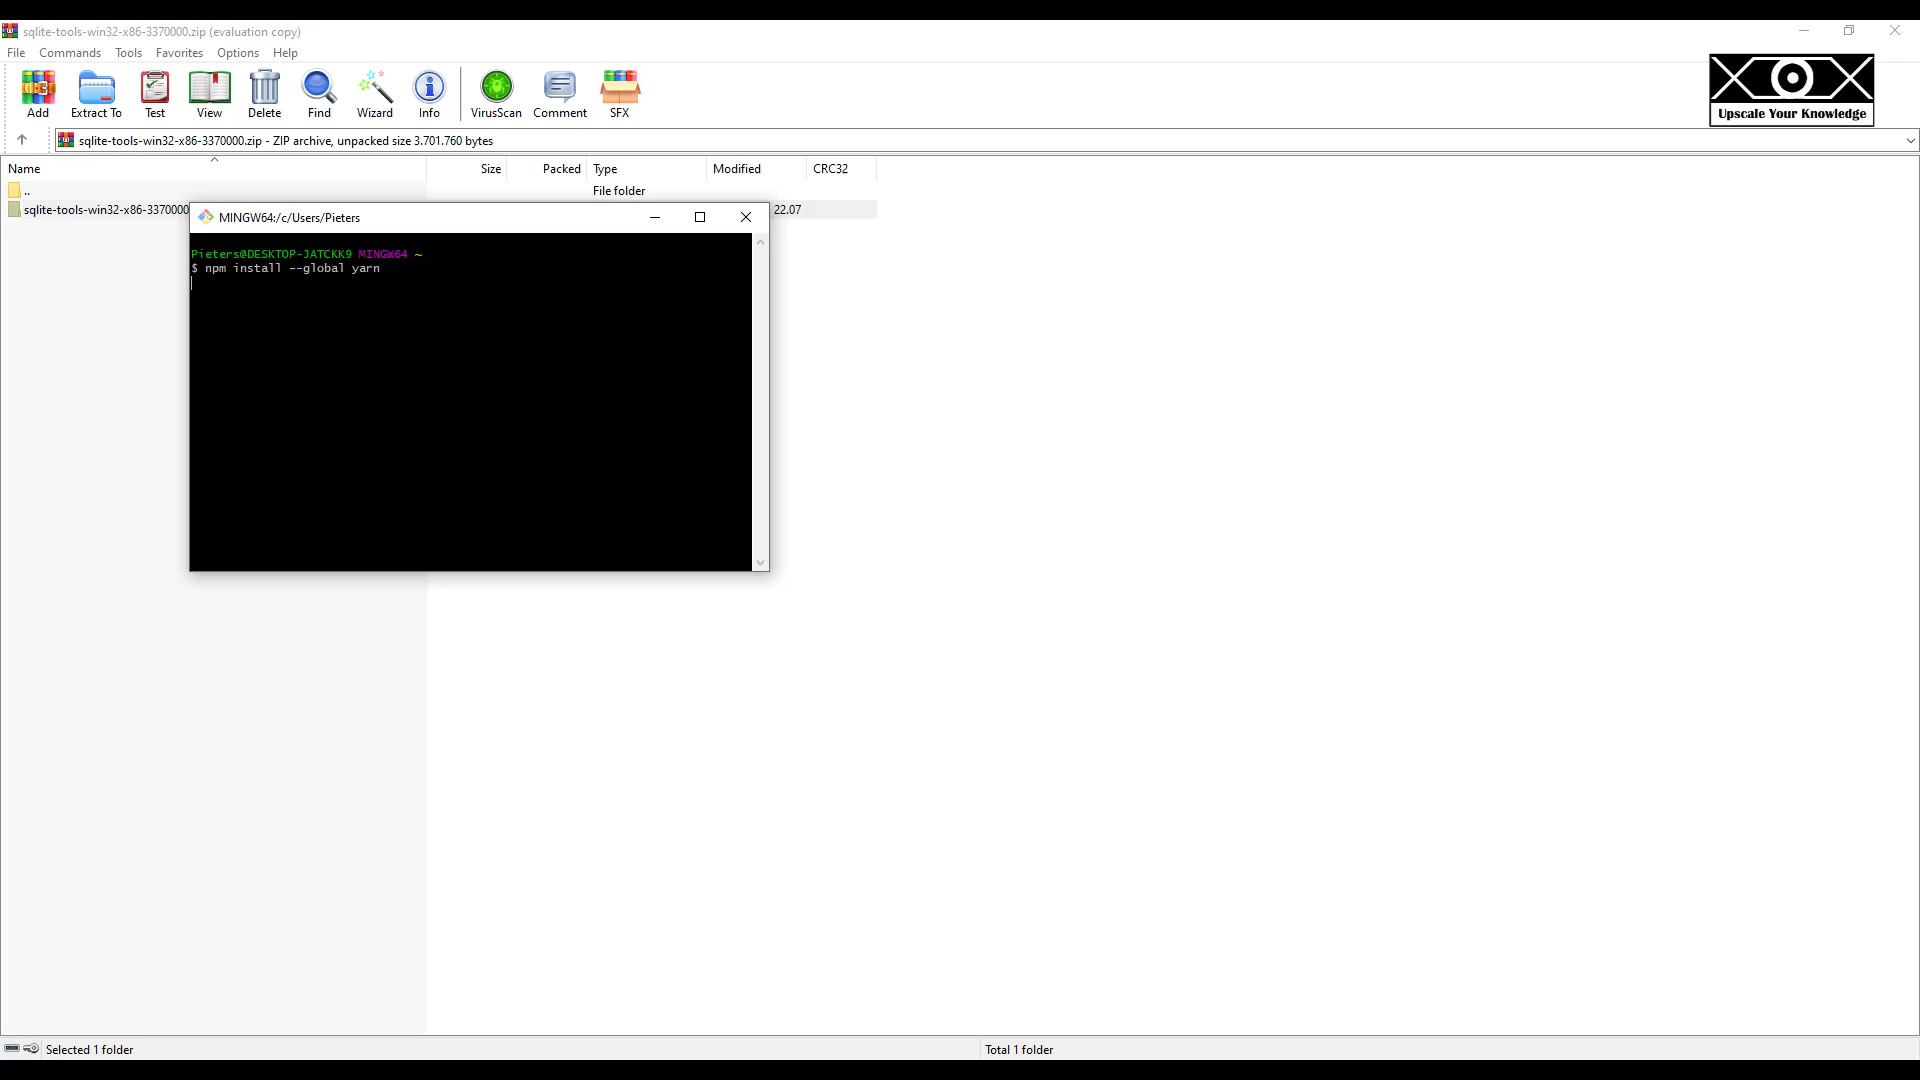 sqlite-tools-win32-x86-3370000.zip (evaluation copy)
File Commands Tools Favorites Options Help
Add Extract To Test View Delete Find Wizard Info VirusScan Comment SFX
Upscale Your Knowledge
sqlite-tools-win32-x86-3370000.zip - ZIP archive, unpacked size 3.701.760 bytes
Name Size Packed Type Modified CRC32
.. File folder
sqlite-tools-win32-x86-3370000 22.07
MINGW64:/c/Users/Pieters
Pieters@DESKTOP-JATCKK9 MINGW64 ~
$ npm install --global yarn
Selected 1 folder Total 1 folder